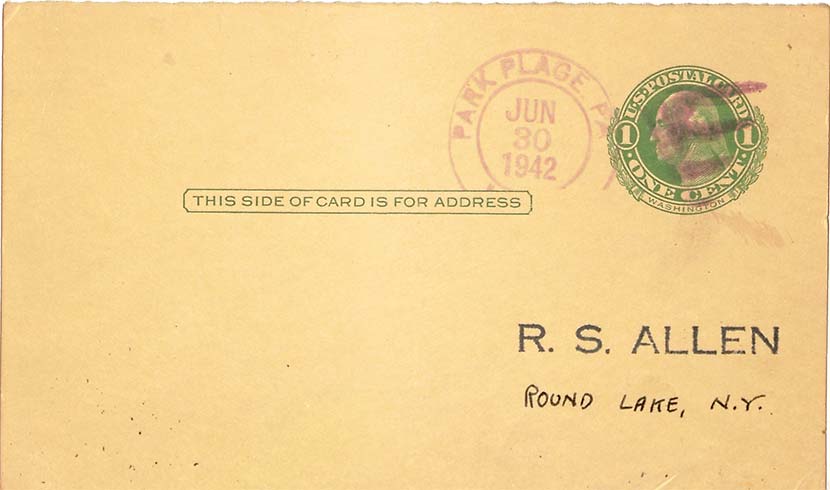 PARK PLACE, PA
JUN
30
1942
U.S. POSTAL CARD
1 1
ONE CENT
WASHINGTON
THIS SIDE OF CARD IS FOR ADDRESS
R. S. ALLEN
ROUND LAKE, N.Y.